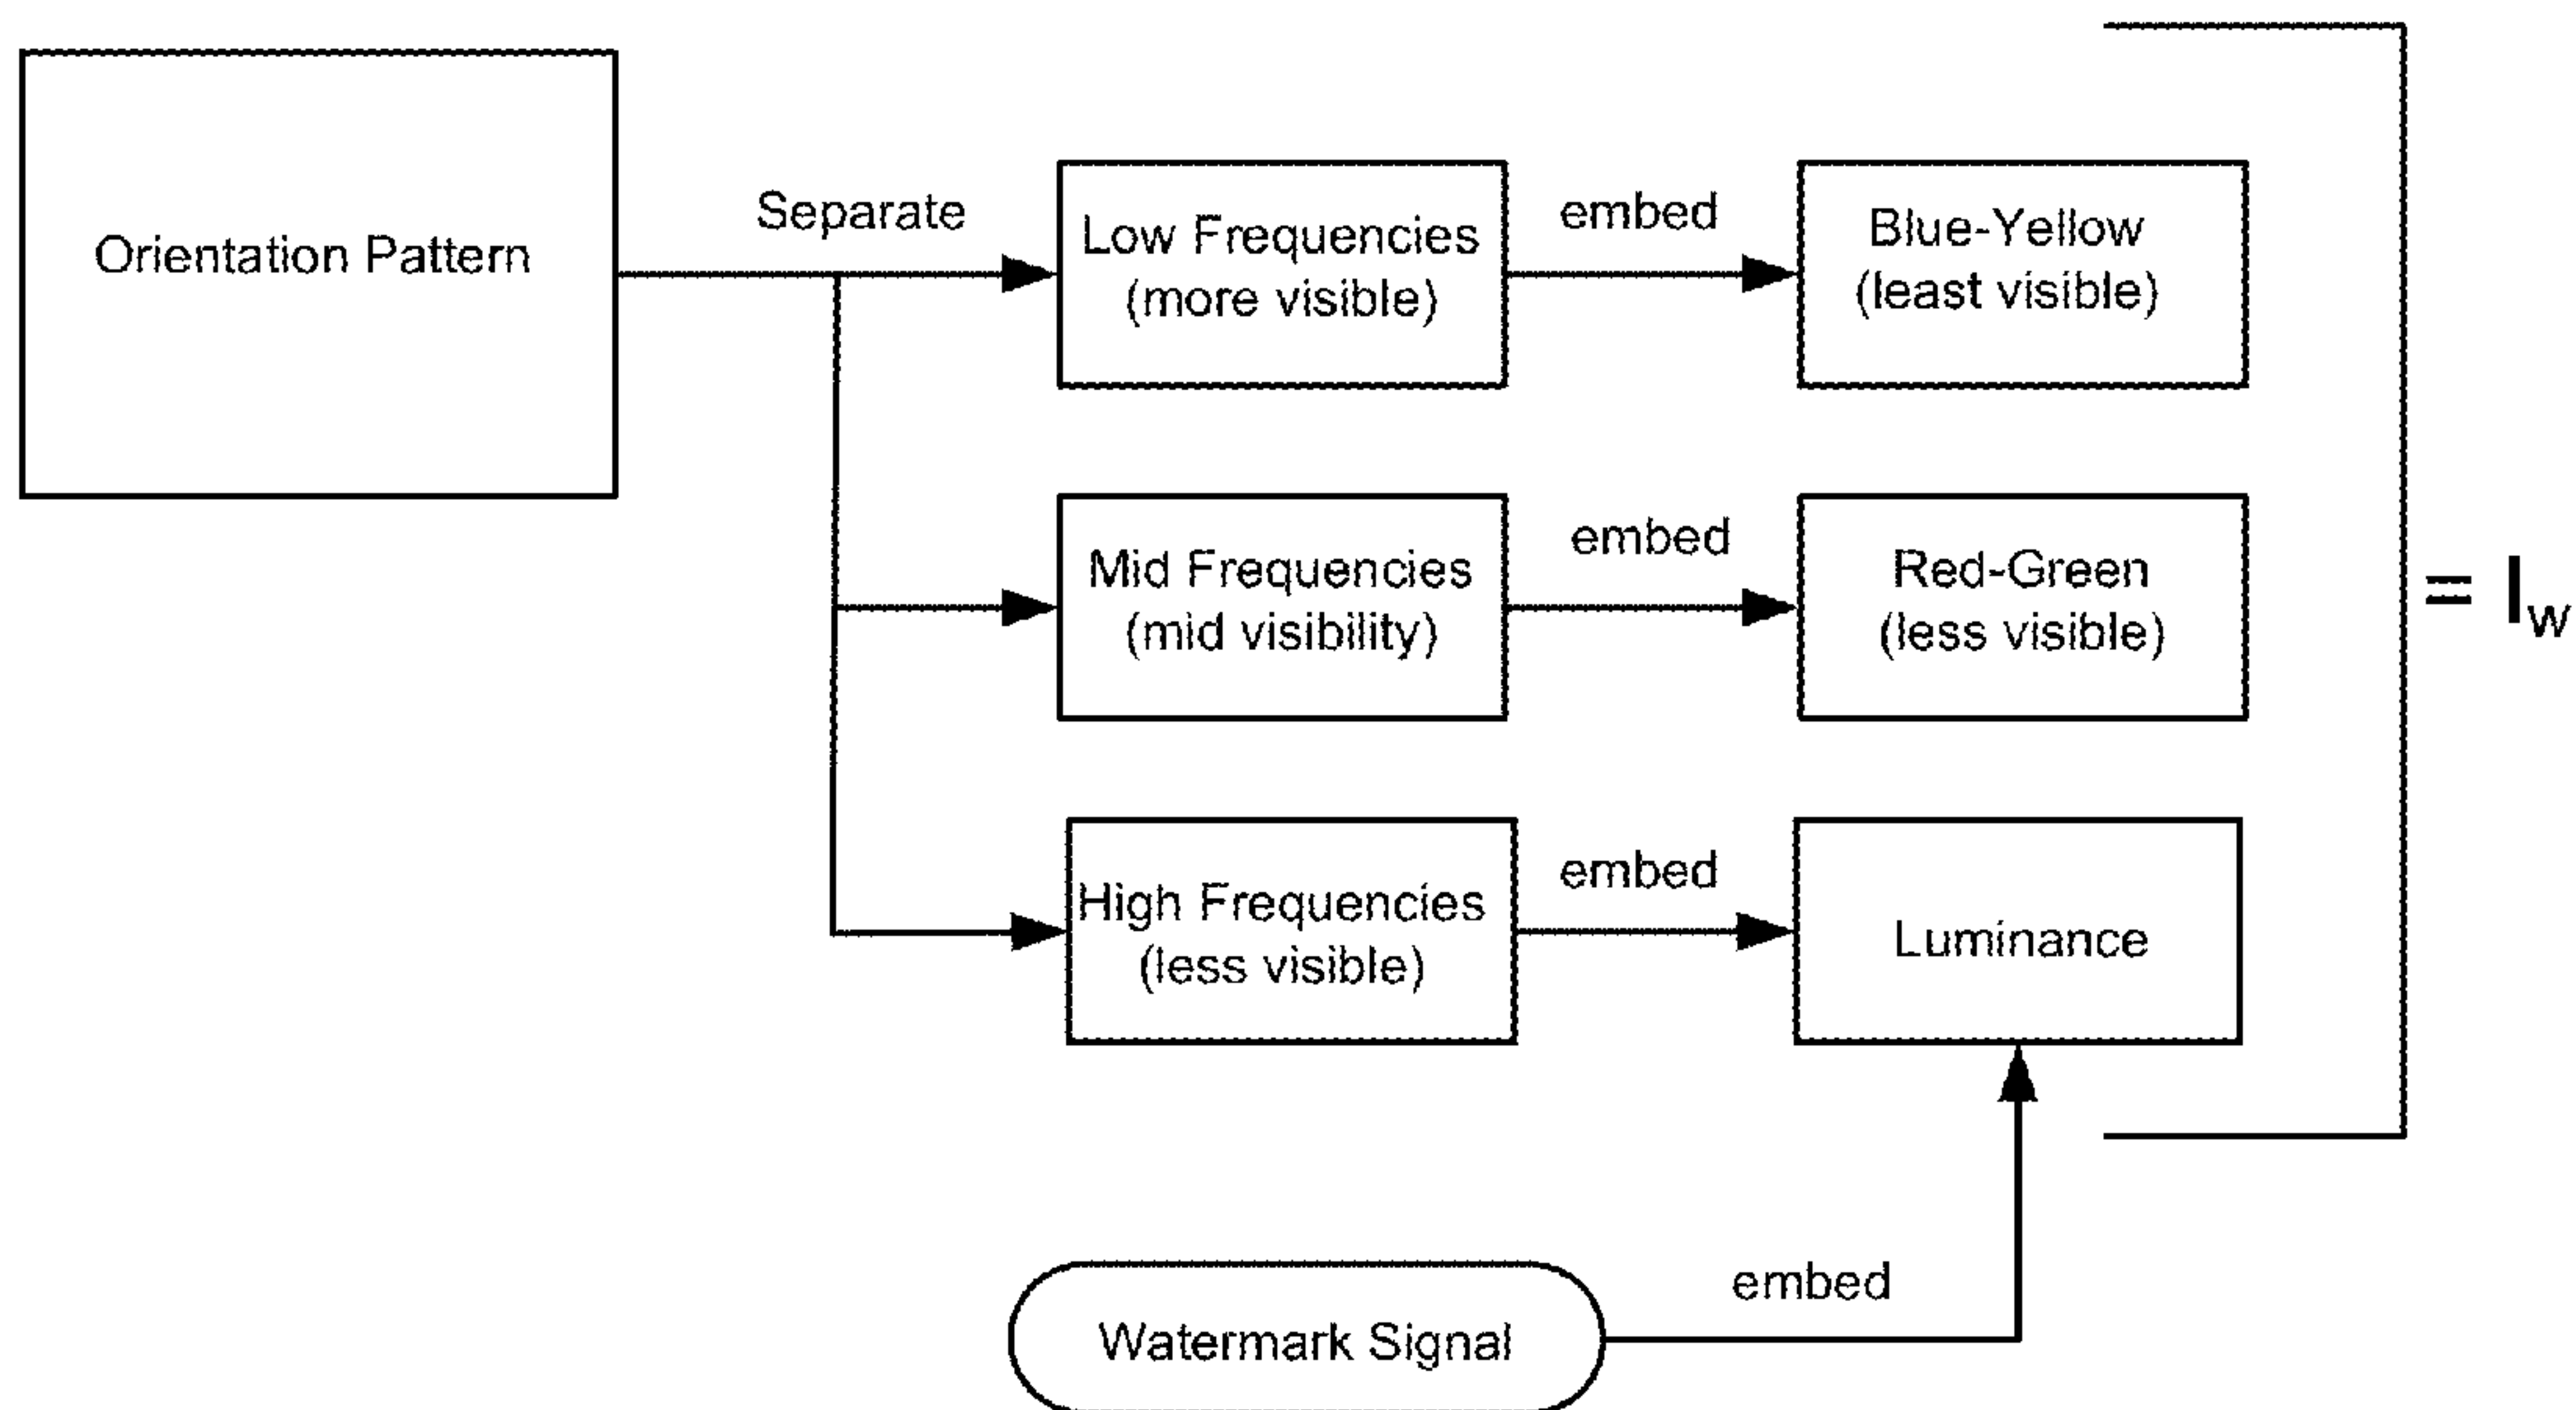 Orientation Pattern
Separate
Low Frequencies
(more visible)
embed
Blue-Yellow
(least visible)
Mid Frequencies
(mid visibility)
embed
Red-Green
(less visible)
= Iw
High Frequencies
(less visible)
embed
Luminance
Watermark Signal
embed